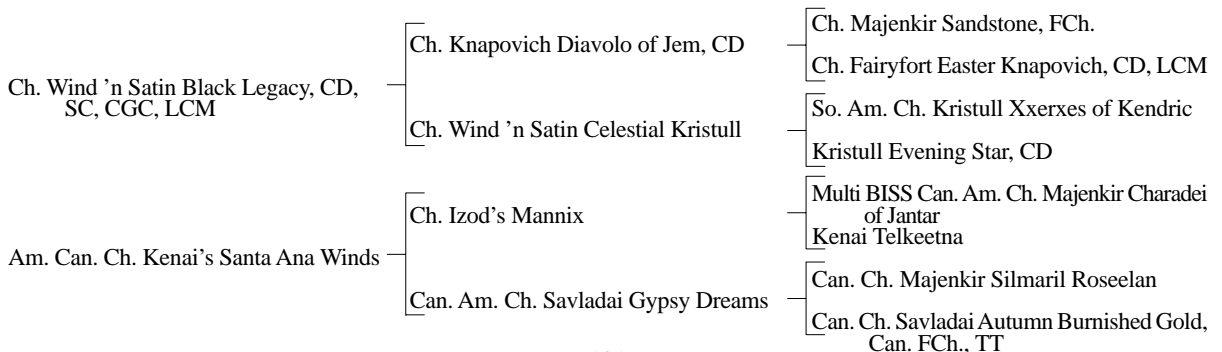 Ch. Majenkir Sandstone, FCh.
Ch. Knapovich Diavolo of Jem, CD
Ch. Fairyfort Easter Knapovich, CD, LCM
Ch. Wind ’n Satin Black Legacy, CD,
SC, CGC, LCM
So. Am. Ch. Kristull Xxerxes of Kendric
Ch. Wind ’n Satin Celestial Kristull
Kristull Evening Star, CD
Multi BISS Can. Am. Ch. Majenkir Charadei
of Jantar
Ch. Izod’s Mannix
Kenai Telkeetna
Am. Can. Ch. Kenai’s Santa Ana Winds
Can. Ch. Majenkir Silmaril Roseelan
Can. Am. Ch. Savladai Gypsy Dreams
Can. Ch. Savladai Autumn Burnished Gold,
Can. FCh., TT